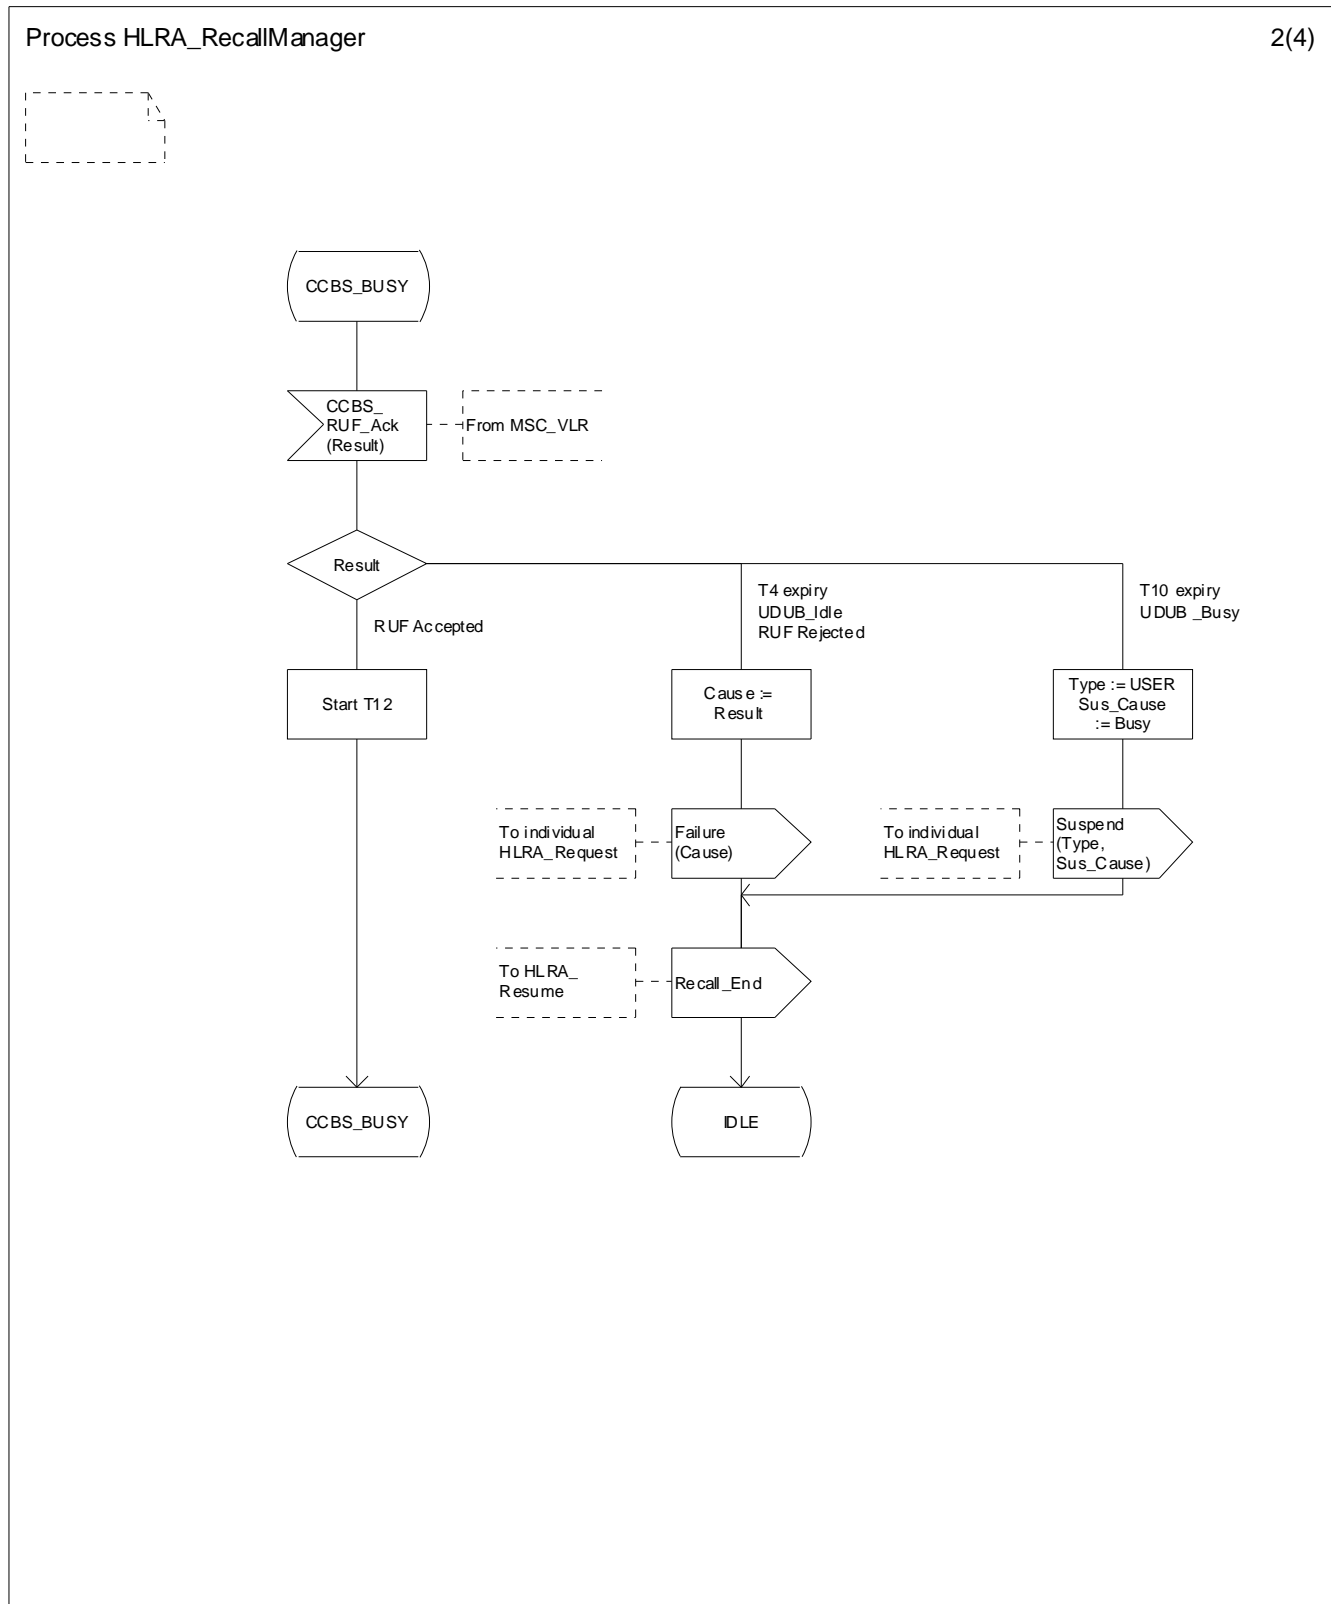 Process HLRA_RecallManager
2(4)
CCBS_BUSY
CCBS_
RUF_Ack
(Result)
From MSC_VLR
Result
RUF Accepted
T4 expiry
UDUB_Idle
RUF Rejected
T10 expiry
UDUB _Busy
Start T12
Cause :=
Result
Type := USER
Sus_Cause
:= Busy
To individual
HLRA_Request
Failure
(Cause)
To individual
HLRA_Request
Suspend
(Type,
Sus_Cause)
To HLRA_
Resume
Recall_End
CCBS_BUSY
IDLE